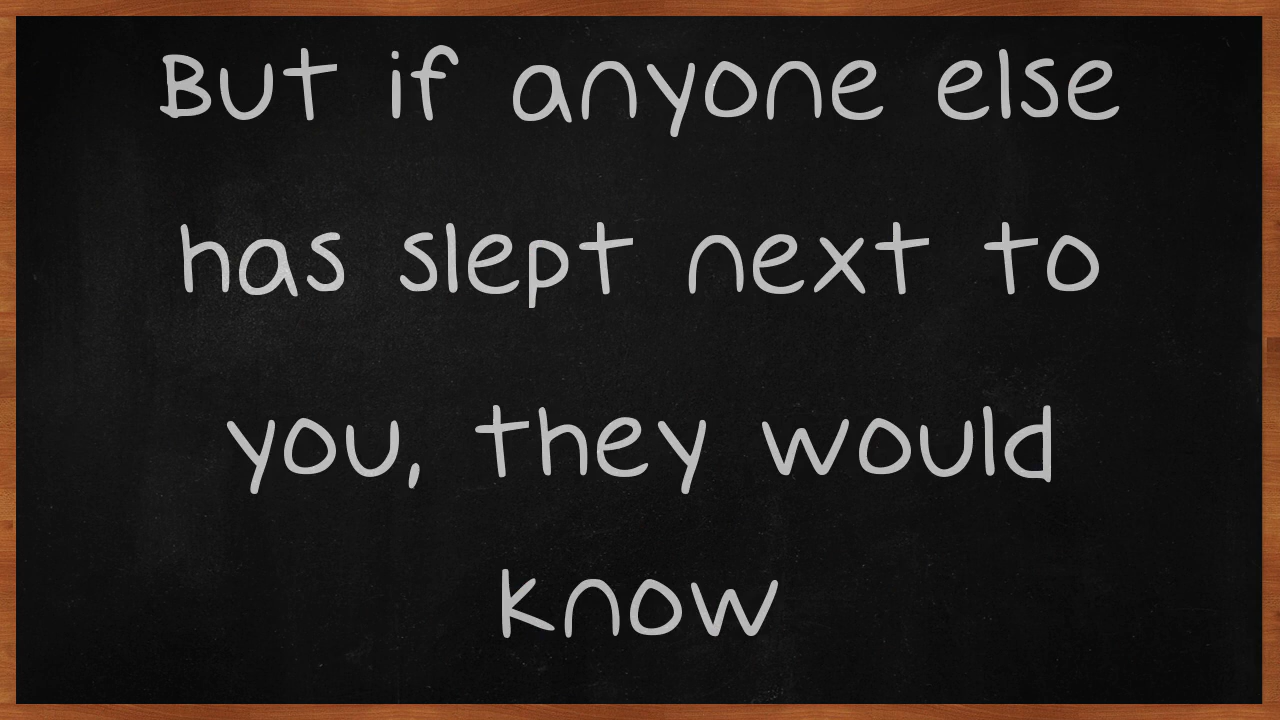 But if anyone else
has slept next to
you, they would
know